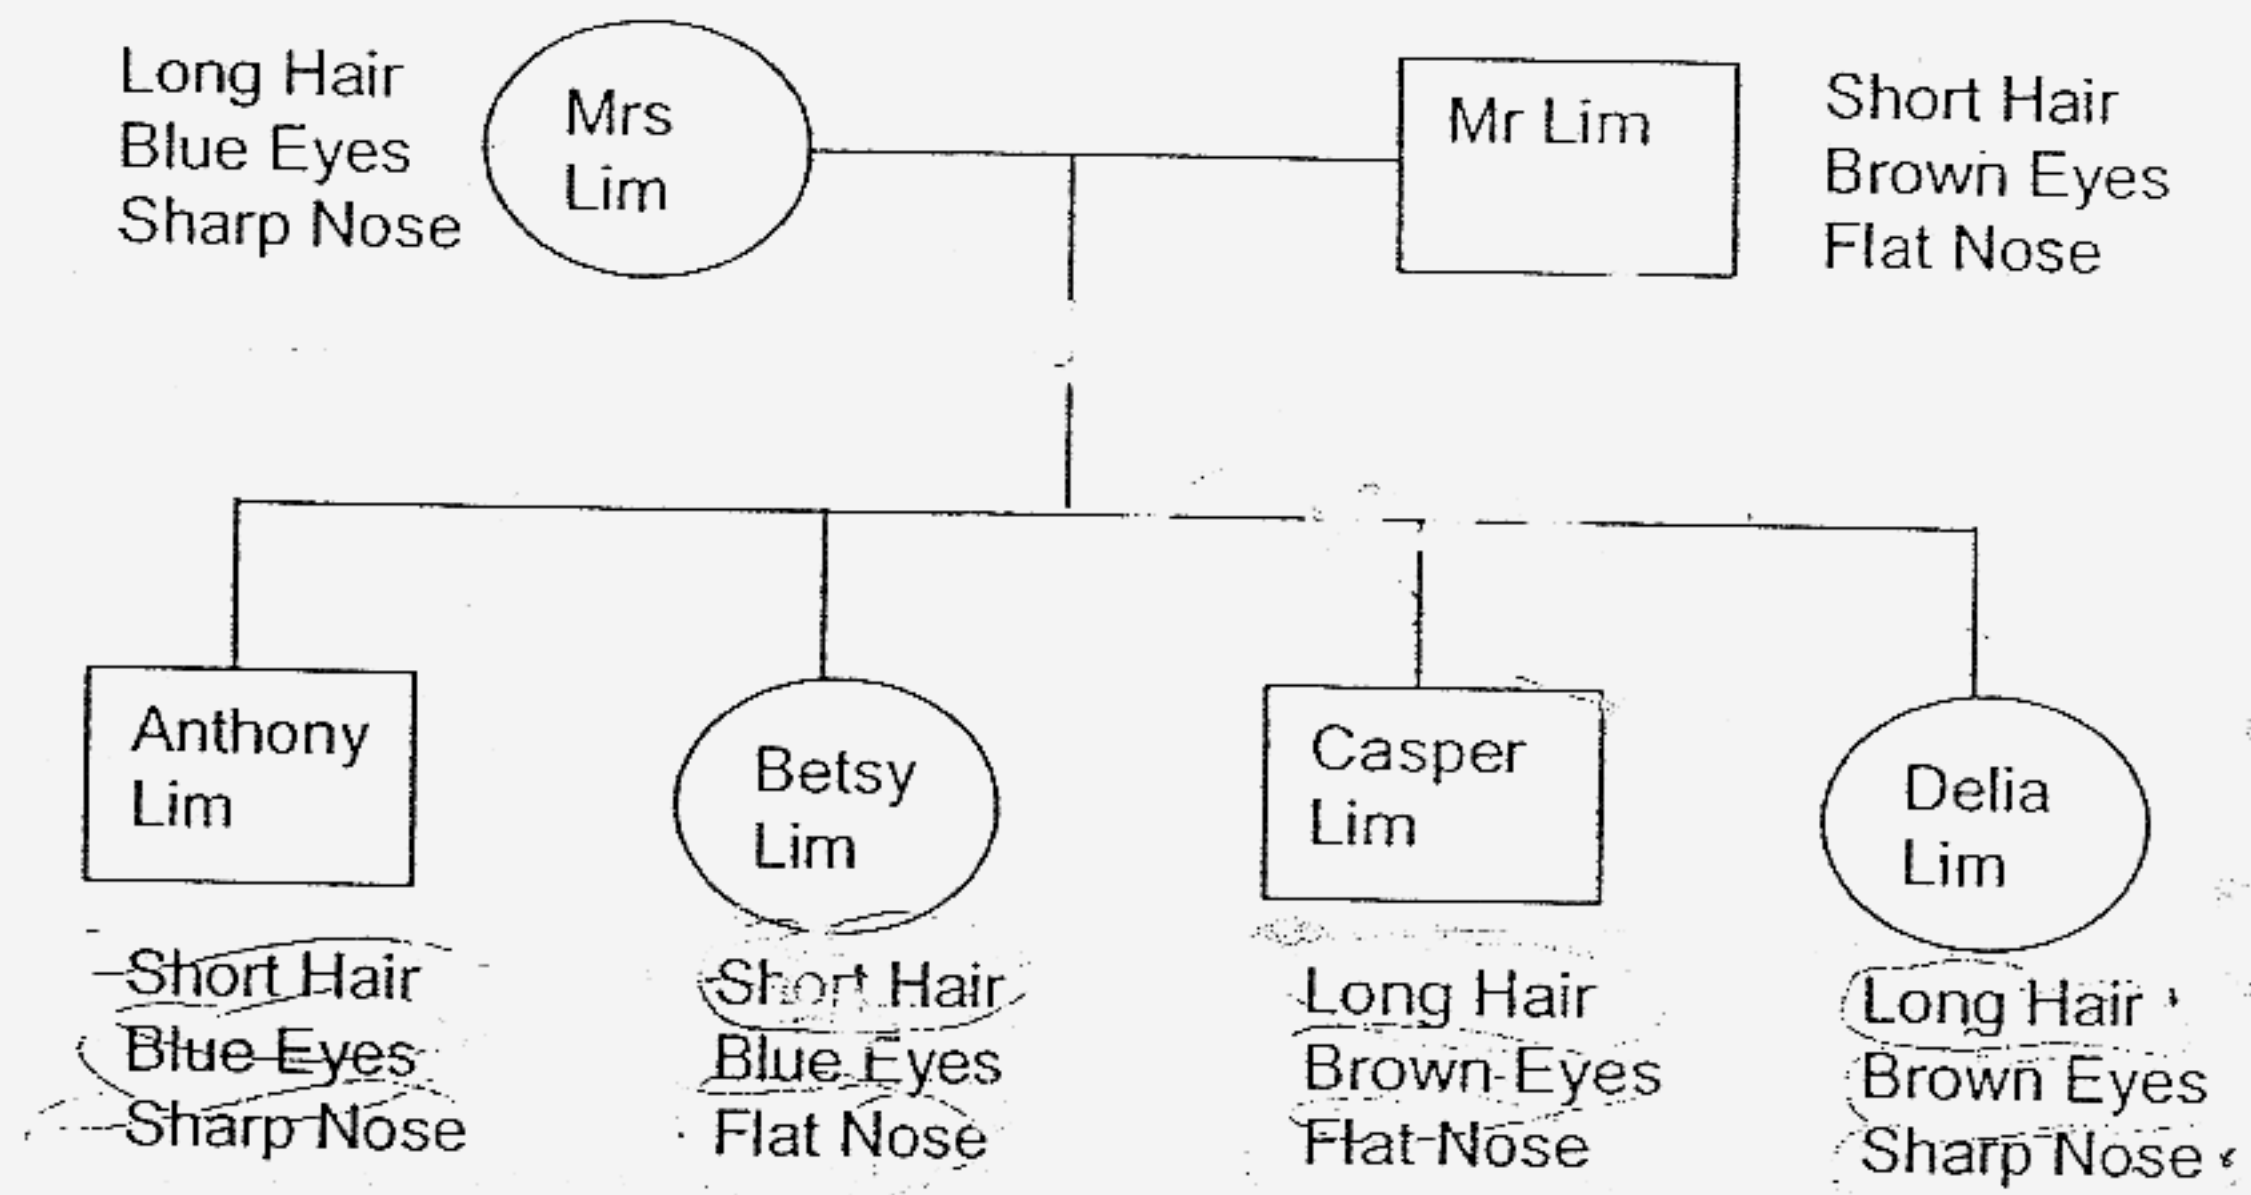 Long Hair
Blue Eyes
Sharp Nose
Mrs
Lim
Mr Lim
Short Hair
Brown Eyes
Flat Nose
Anthony
Lim
Short Hair
Blue Eyes
Sharp Nose
Betsy
Lim
Short Hair
Blue Eyes
Flat Nose
Casper
Lim
Long Hair
Brown Eyes
Flat Nose
Delia
Lim
Long Hair
Brown Eyes
Sharp Nose